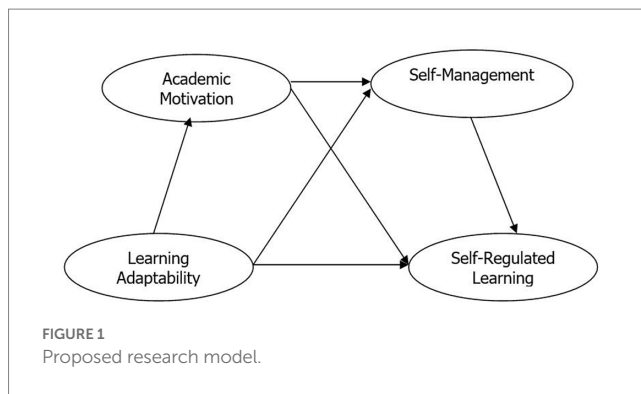 Academic
Motivation
Self-Management
Learning
Adaptability
Self-Regulated
Learning
FIGURE 1
Proposed research model.